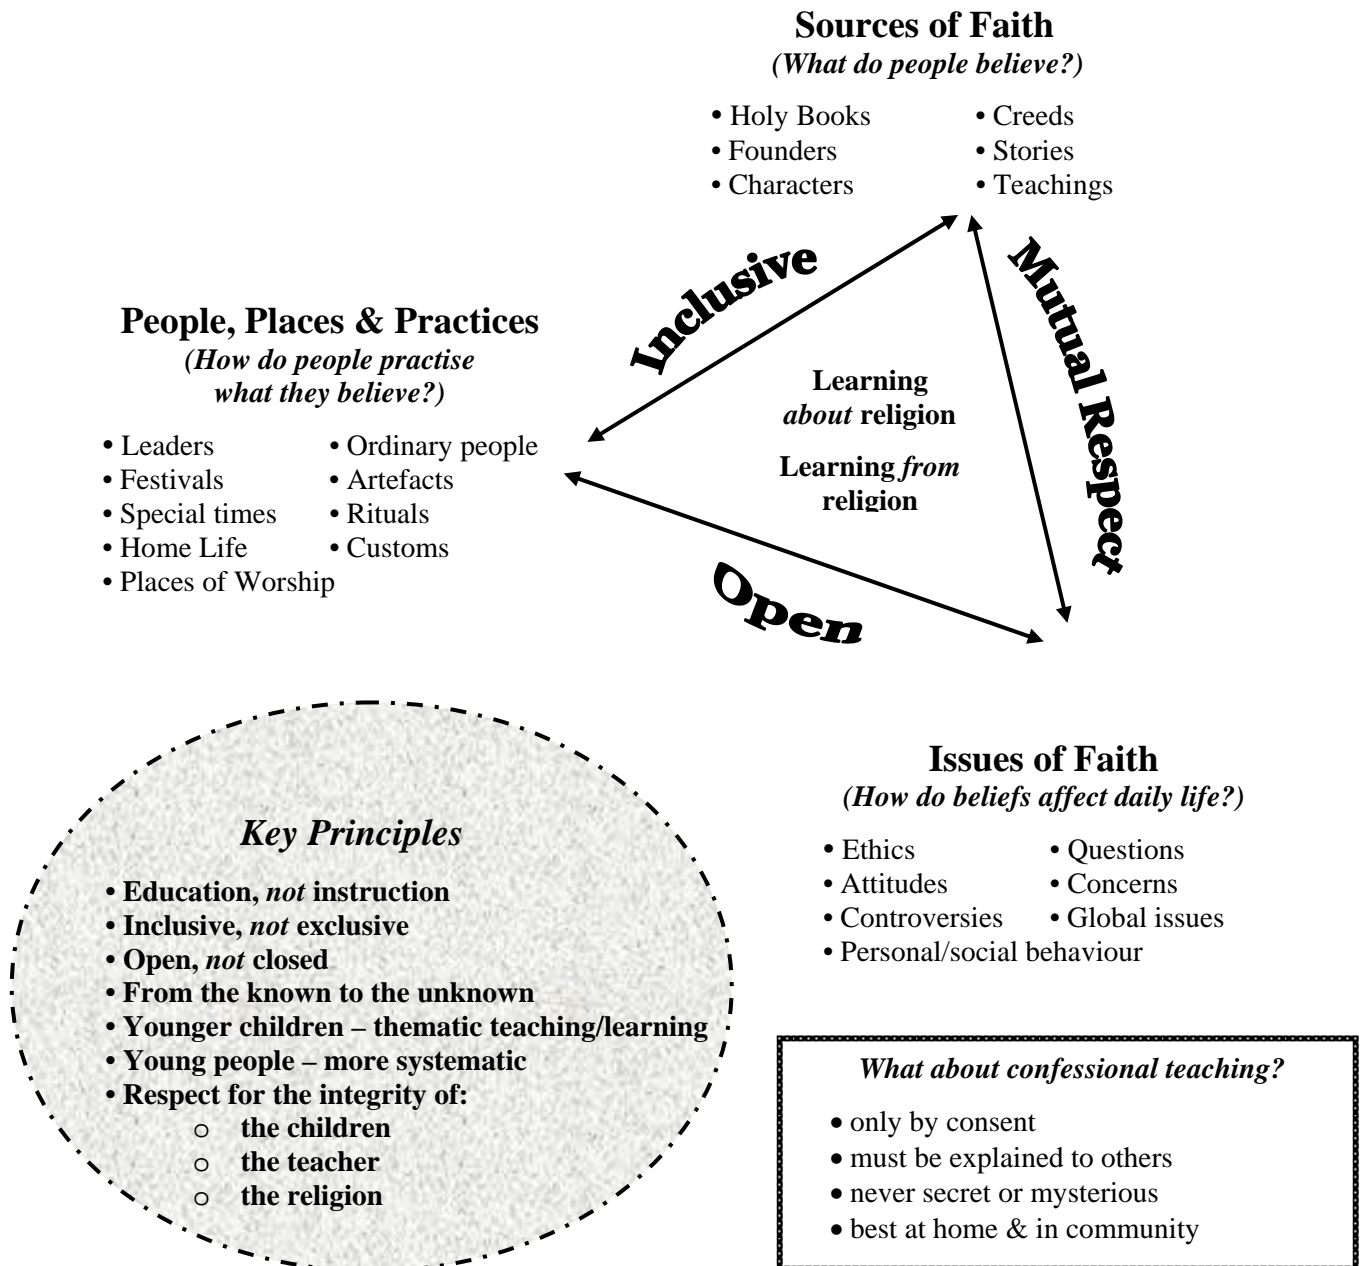 Sources of Faith
(What do people believe?)
• Holy Books • Creeds
• Founders • Stories
• Characters • Teachings
Inclusive
Mutual Respect
People, Places & Practices
(How do people practise
what they believe?)
• Leaders • Ordinary people
• Festivals • Artefacts
• Special times • Rituals
• Home Life • Customs
• Places of Worship
Learning
about religion
Learning from
religion
Open
Issues of Faith
(How do beliefs affect daily life?)
• Ethics • Questions
• Attitudes • Concerns
• Controversies • Global issues
• Personal/social behaviour
Key Principles
• Education, not instruction
• Inclusive, not exclusive
• Open, not closed
• From the known to the unknown
• Younger children – thematic teaching/learning
• Young people – more systematic
• Respect for the integrity of:
o the children
o the teacher
o the religion
What about confessional teaching?
• only by consent
• must be explained to others
• never secret or mysterious
• best at home & in community